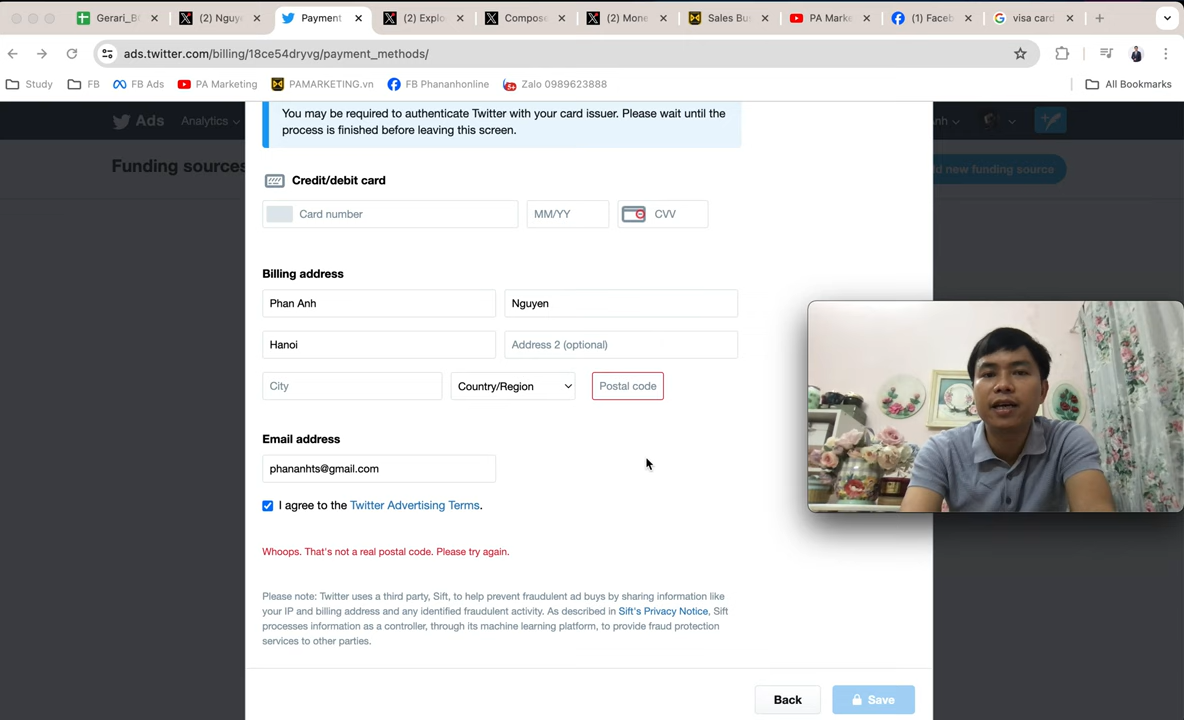 Gerari_B
(2) Nguy
Payment
(2) Explo
Compose
(2) Mone
Sales Bu
PA Mark
(1) Faceb
visa card
ads.twitter.com/billing/18ce54dryvg/payment_methods/
Study
FB
FB Ads
PA Marketing
PAMARKETING.vn
FB Phananhonline
5+
Zalo 0989623888
All Bookmarks
Ads
Analytics
nh
Funding sources
d new funding source
You may be required to authenticate Twitter with your card issuer. Please wait until the
process is finished before leaving this screen.
Credit/debit card
Card number
MM/YY
CVV
Billing address
Phan Anh
Nguyen
Hanoi
Address 2 (optional)
City
Country/Region
Postal code
Email address
phananhts@gmail.com
I agree to the Twitter Advertising Terms.
Whoops. That's not a real postal code. Please try again.
Please note: Twitter uses a third party, Sift, to help prevent fraudulent ad buys by sharing information like
your IP and billing address and any identified fraudulent activity. As described in Sift's Privacy Notice, Sift
processes information as a controller, through its machine learning platform, to provide fraud protection
services to other parties.
Back
Save